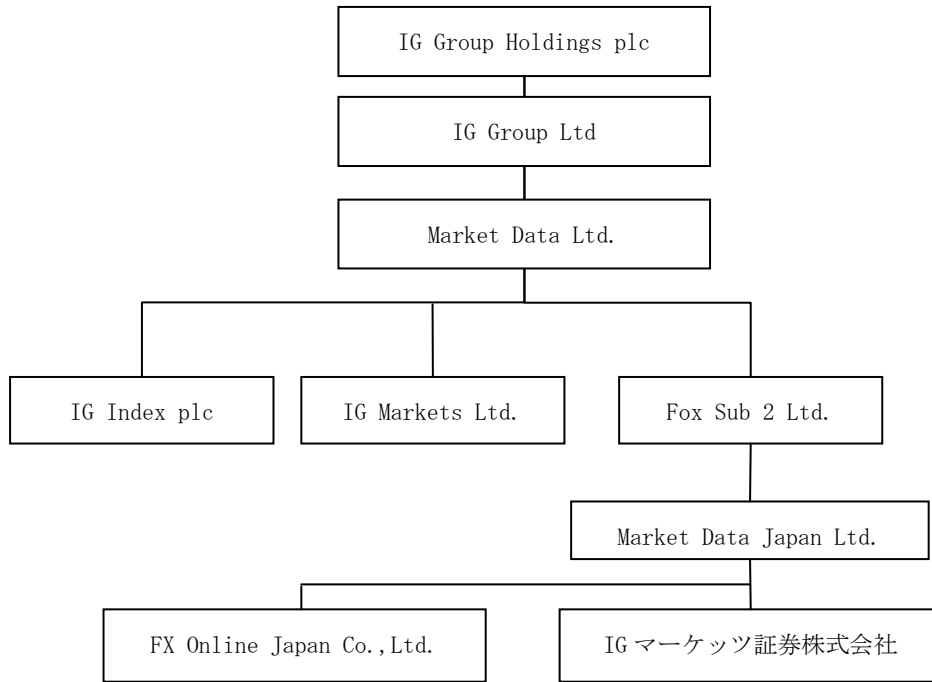 IG Group Holdings plc
IG Group Ltd
Market Data Ltd.
IG Index plc
IG Markets Ltd.
Fox Sub 2 Ltd.
Market Data Japan Ltd.
FX Online Japan Co.,Ltd.
IG マーケッツ証券株式会社